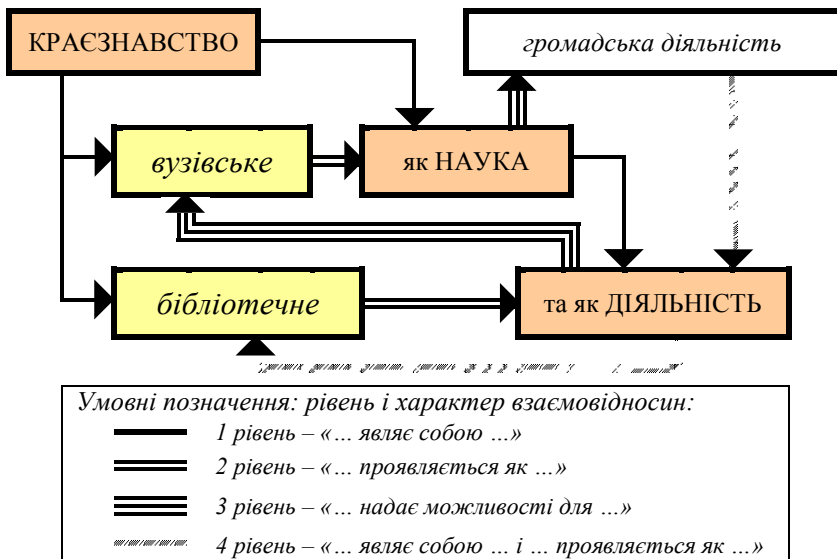 КРАЄЗНАВСТВО
громадська діяльність
вузівське
як НАУКА
бібліотечне
та як ДІЯЛЬНІСТЬ
Умовні позначення: рівень і характер взаємовідносин:
1 рівень – «… являє собою …»
2 рівень – «… проявляється як …»
3 рівень – «… надає можливості для …»
4 рівень – «… являє собою … і … проявляється як …»